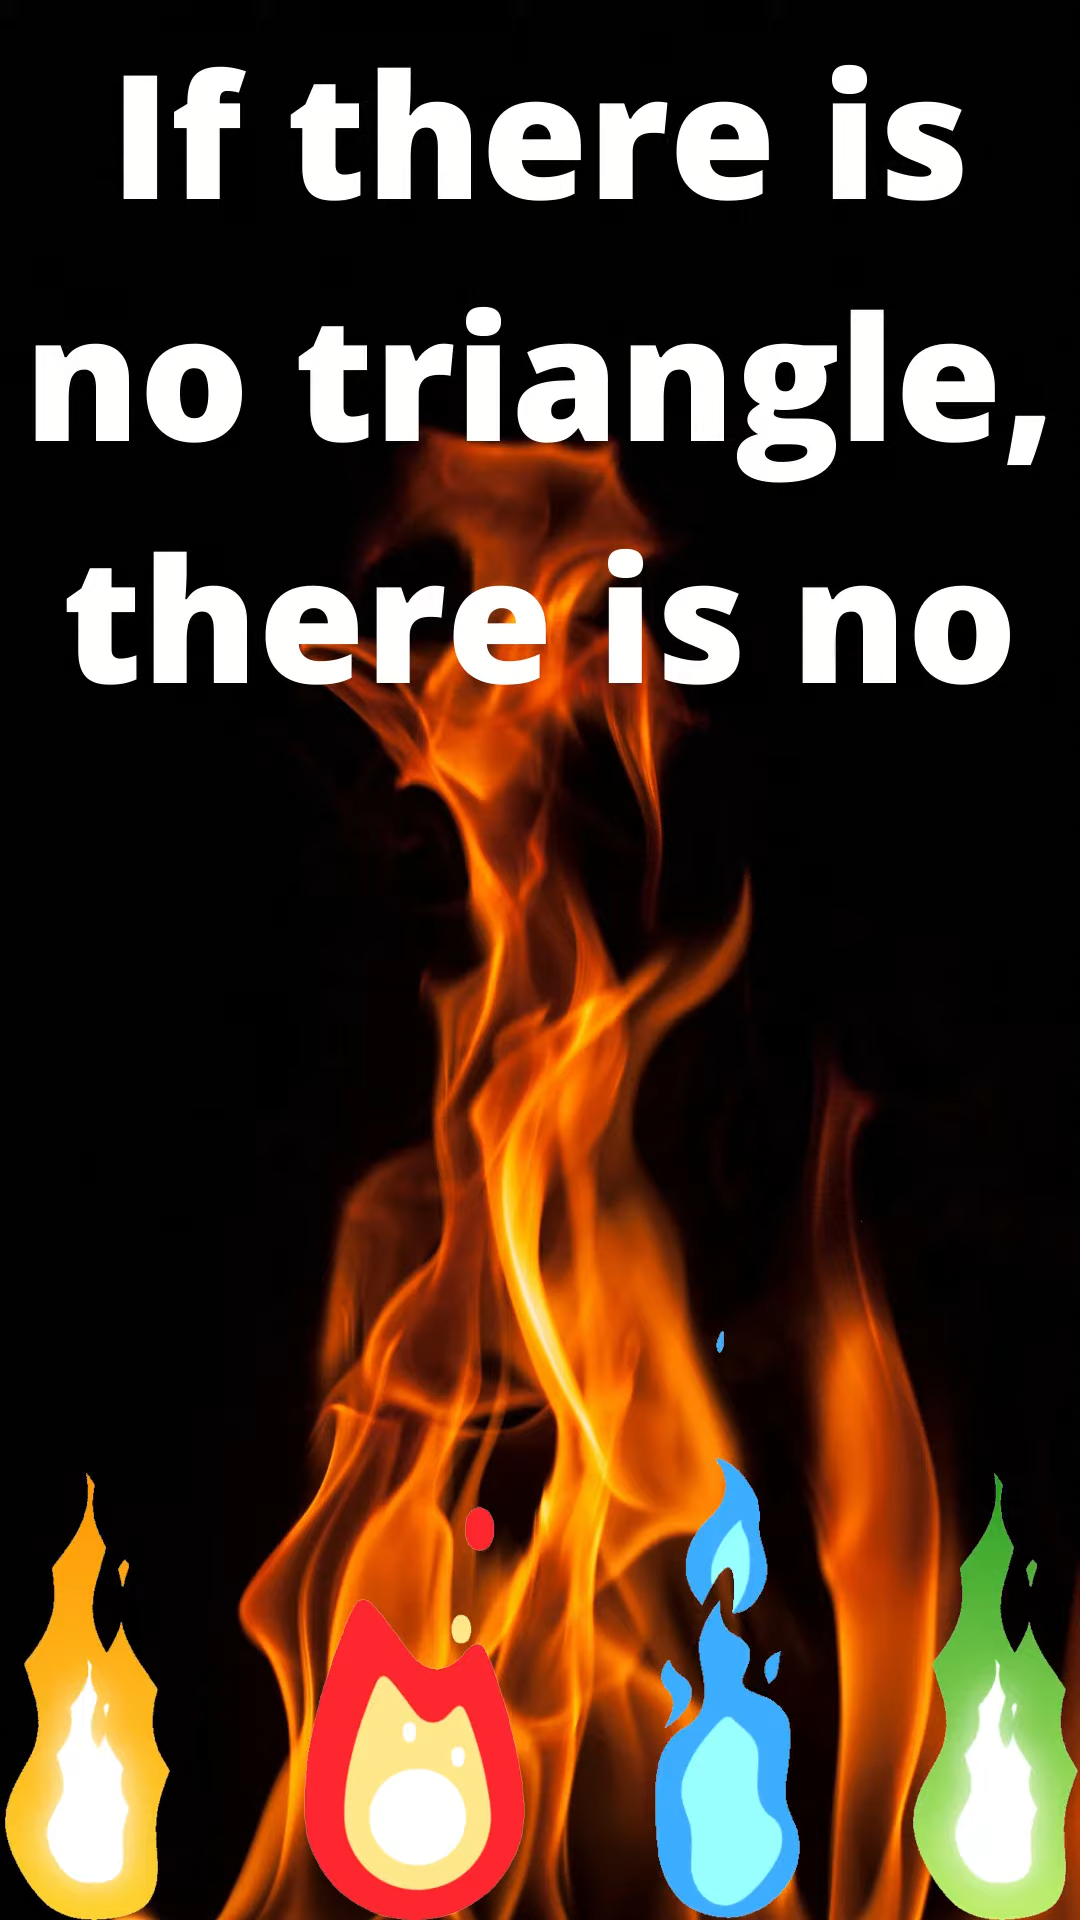 If there is
no triangle,
there is no